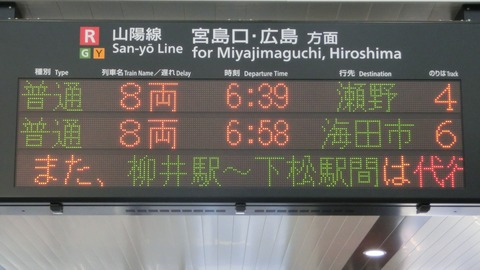 R 山陽線 宮島口・広島 方面
G Y San-yō Line for Miyajimaguchi, Hiroshima
種別 Type 列車名 Train Name / 遅れ Delay 時刻 Departure Time 行先 Destination のりば Track
普通 8両 6:39 瀬野 4
普通 8両 6:58 海田市 6
また、柳井駅～下松駅間は代行